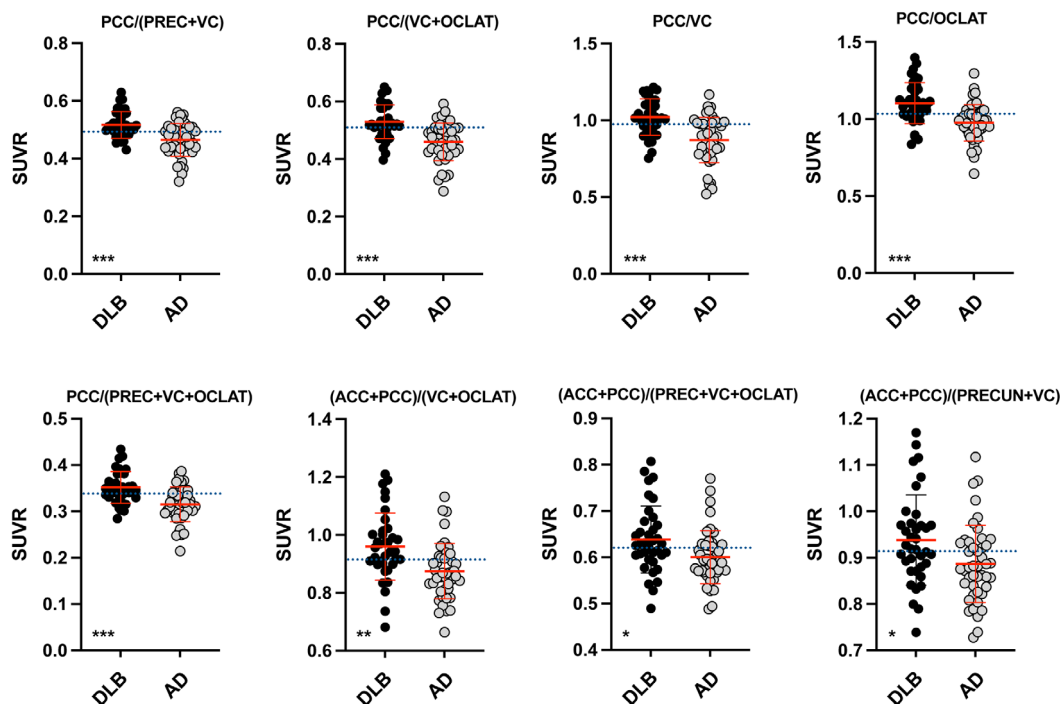 PCC/(PREC+VC)
PCC/(VC+OCLAT)
PCC/VC
PCC/OCLAT
0.8
0.6
0.4
0.2
0.0
SUVR
***
DLB
AD
0.8
0.6
0.4
0.2
0.0
SUVR
***
DLB
AD
1.5
1.0
0.5
0.0
SUVR
***
DLB
AD
1.5
1.0
0.5
0.0
SUVR
***
DLB
AD
PCC/(PREC+VC+OCLAT)
(ACC+PCC)/(VC+OCLAT)
(ACC+PCC)/(PREC+VC+OCLAT)
(ACC+PCC)/(PRECUN+VC)
0.5
0.4
0.3
0.2
0.1
0.0
SUVR
***
DLB
AD
1.4
1.2
1.0
0.8
0.6
SUVR
**
DLB
AD
0.9
0.8
0.7
0.6
0.5
0.4
SUVR
*
DLB
AD
1.2
1.1
1.0
0.9
0.8
0.7
SUVR
*
DLB
AD